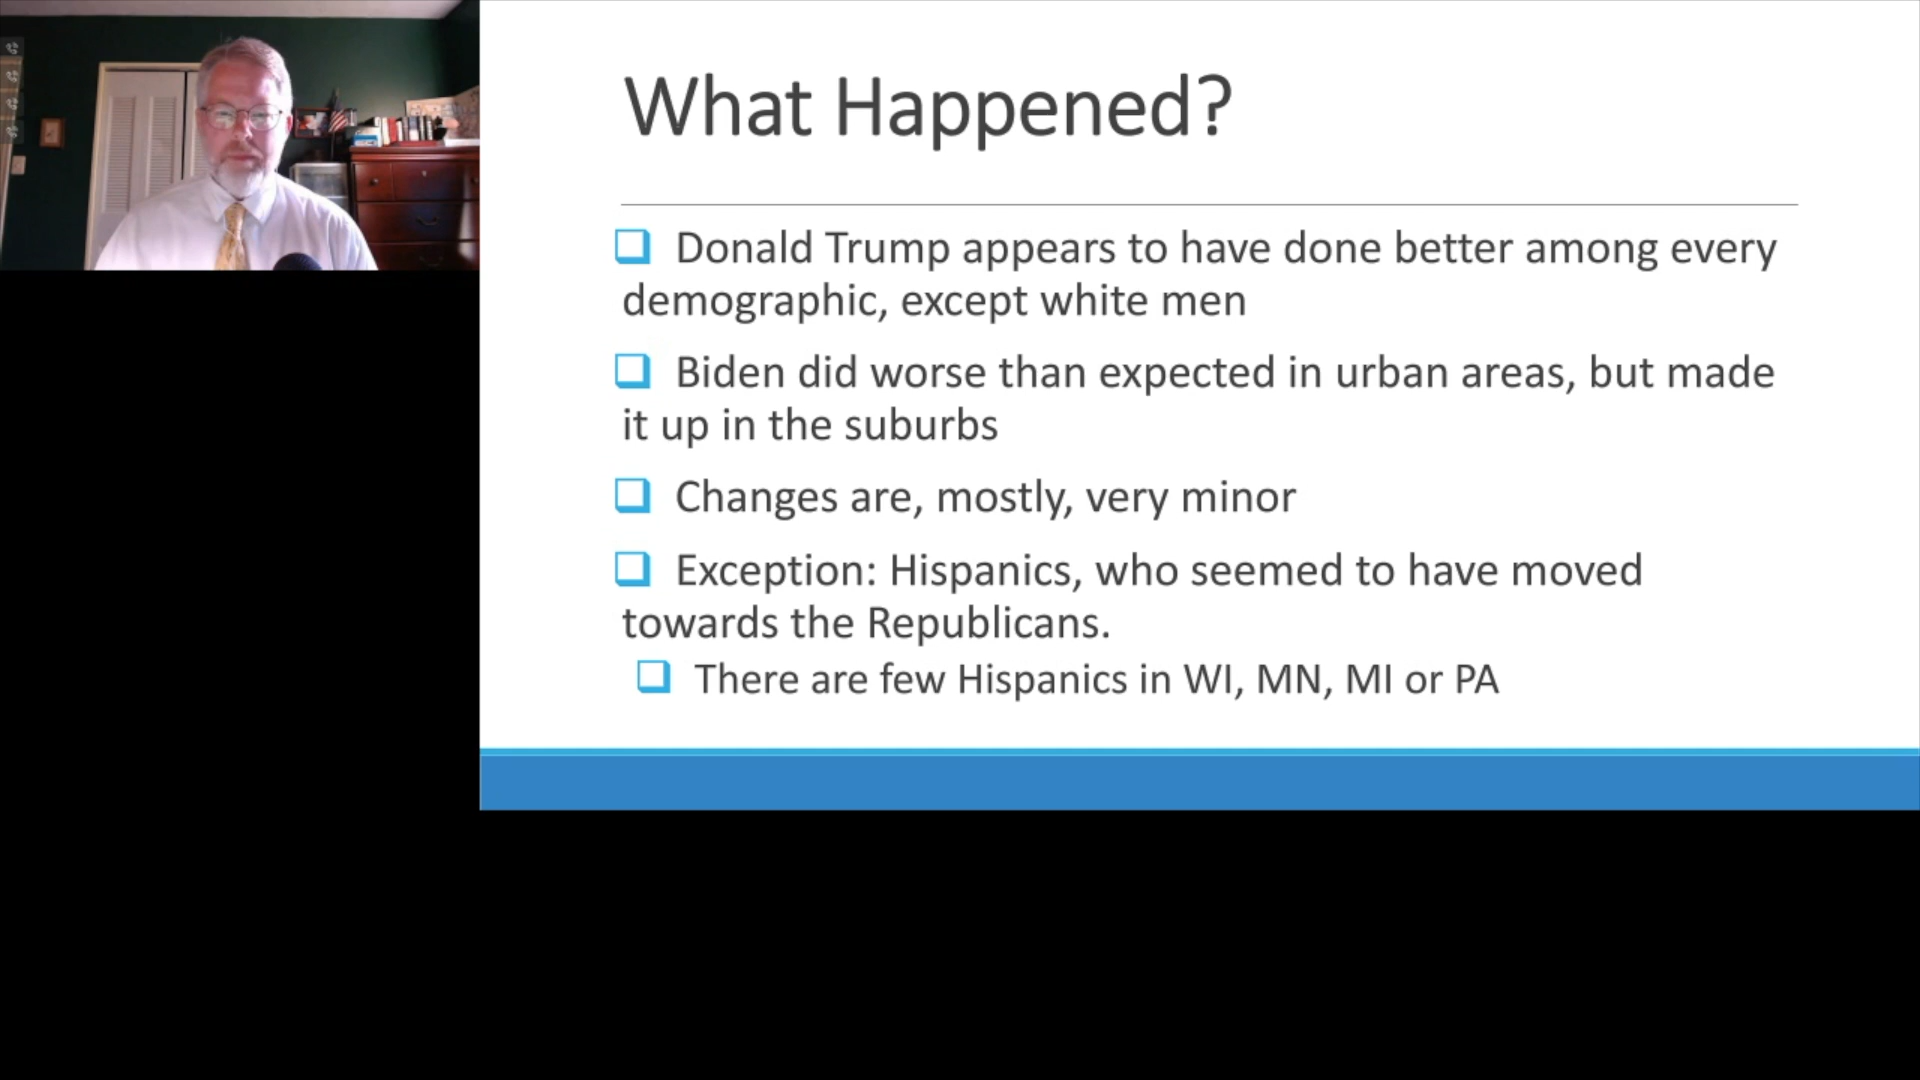 What Happened?
Donald Trump appears to have done better among every
demographic, except white men
Biden did worse than expected in urban areas, but made
it up in the suburbs
Changes are, mostly, very minor
Exception: Hispanics, who seemed to have moved
towards the Republicans.
There are few Hispanics in WI, MN, MI or PA